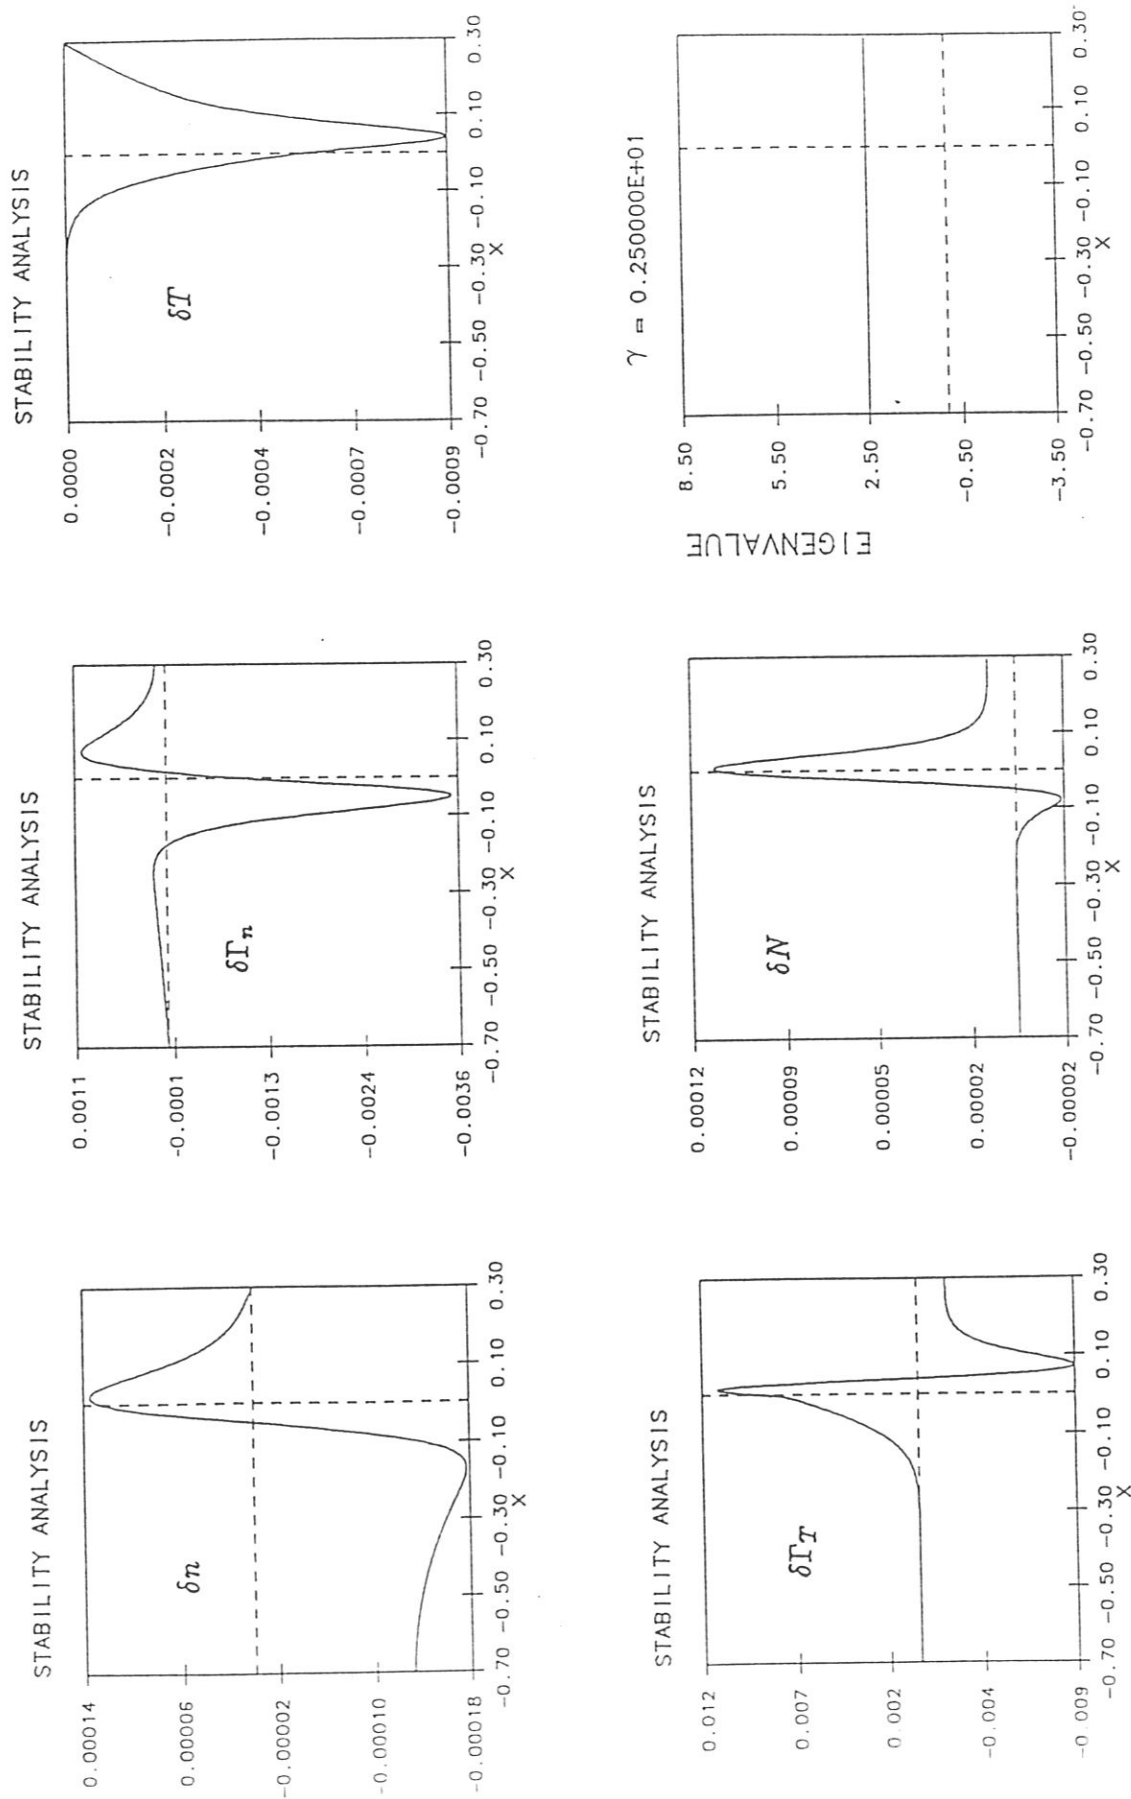 STABILITY ANALYSIS
δn
0.00014
0.00006
-0.00002
-0.00010
-0.00018
-0.70 -0.50 -0.30 -0.10 0.10 0.30
X
STABILITY ANALYSIS
δΓn
0.0011
-0.0001
-0.0013
-0.0024
-0.0036
-0.70 -0.50 -0.30 -0.10 0.10 0.30
X
STABILITY ANALYSIS
δT
0.0000
-0.0002
-0.0004
-0.0007
-0.0009
-0.70 -0.50 -0.30 -0.10 0.10 0.30
X
STABILITY ANALYSIS
δΓT
0.012
0.007
0.002
-0.004
-0.009
-0.70 -0.50 -0.30 -0.10 0.10 0.30
X
STABILITY ANALYSIS
δN
0.00012
0.00009
0.00005
0.00002
-0.00002
-0.70 -0.50 -0.30 -0.10 0.10 0.30
X
γ = 0.250000E+01
EIGENVALUE
8.50
5.50
2.50
-0.50
-3.50
-0.70 -0.50 -0.30 -0.10 0.10 0.30
X